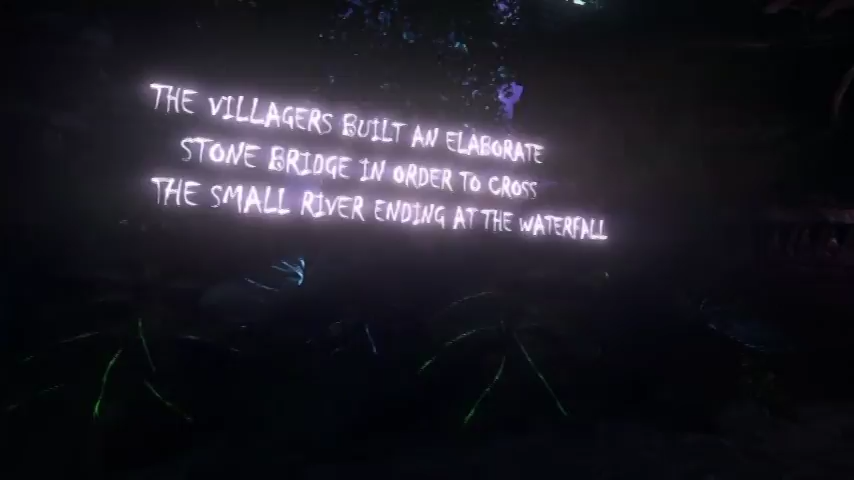 THE VILLAGERS BUILT AN ELABORATE
STONE BRIDGE IN ORDER TO CROSS
THE SMALL RIVER ENDING AT THE WATERFALL